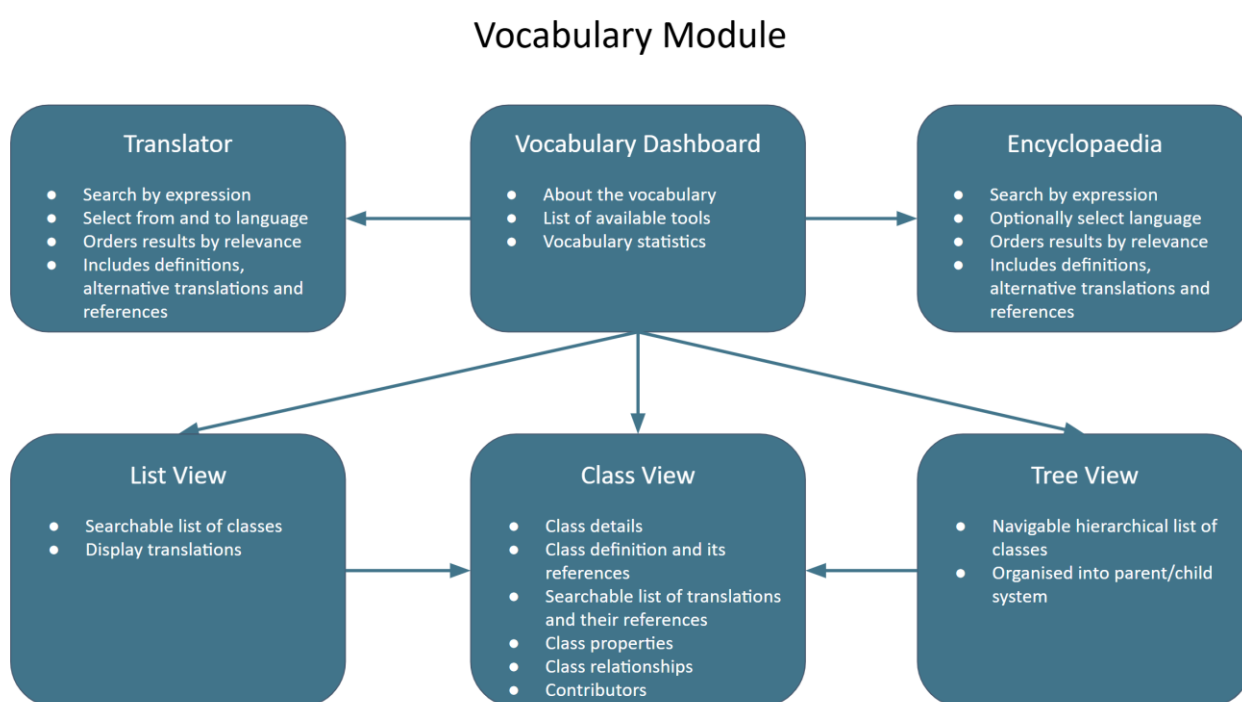 Vocabulary Module
Translator
● Search by expression
● Select from and to language
● Orders results by relevance
● Includes definitions,
alternative translations and
references
Vocabulary Dashboard
● About the vocabulary
● List of available tools
● Vocabulary statistics
Encyclopaedia
● Search by expression
● Optionally select language
● Orders results by relevance
● Includes definitions,
alternative translations and
references
List View
● Searchable list of classes
● Display translations
Class View
● Class details
● Class definition and its
references
● Searchable list of translations
and their references
● Class properties
● Class relationships
● Contributors
Tree View
● Navigable hierarchical list of
classes
● Organised into parent/child
system